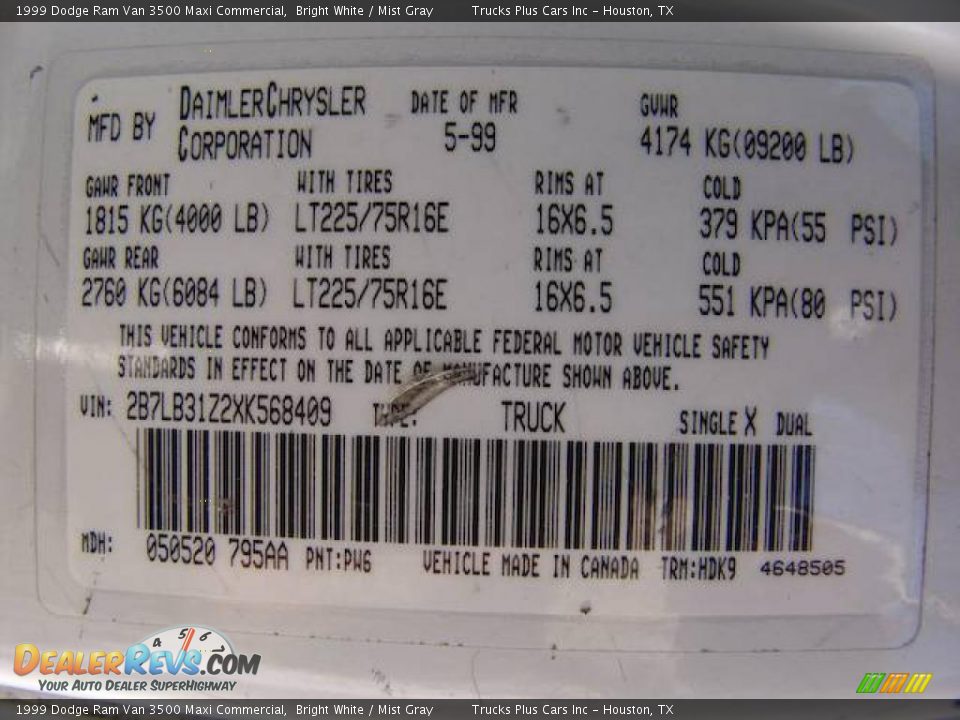 1999 Dodge Ram Van 3500 Maxi Commercial, Bright White / Mist Gray Trucks Plus Cars Inc - Houston, TX
MFD BY DAIMLERCHRYSLER CORPORATION DATE OF MFR 5-99 GVWR 4174 KG(09200 LB)
GAWR FRONT WITH TIRES RIMS AT COLD
1815 KG(4000 LB) LT225/75R16E 16X6.5 379 KPA(55 PSI)
GAWR REAR WITH TIRES RIMS AT COLD
2760 KG(6084 LB) LT225/75R16E 16X6.5 551 KPA(80 PSI)
THIS VEHICLE CONFORMS TO ALL APPLICABLE FEDERAL MOTOR VEHICLE SAFETY
STANDARDS IN EFFECT ON THE DATE OF MANUFACTURE SHOWN ABOVE.
VIN: 2B7LB31Z2XK568409 TYPE: TRUCK SINGLE X DUAL
MDH: 050520 795AA PNT:PW6 VEHICLE MADE IN CANADA TRM:HDK9 4648505
4 5 6 7
DEALERREVS.COM
YOUR AUTO DEALER SUPERHIGHWAY
1999 Dodge Ram Van 3500 Maxi Commercial, Bright White / Mist Gray Trucks Plus Cars Inc - Houston, TX